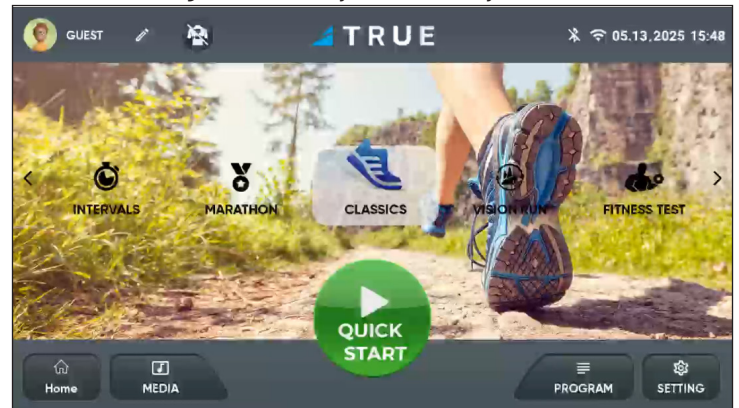 GUEST
TRUE
05.13.2025 15:48
INTERVALS
MARATHON
CLASSICS
VISION RUN
FITNESS TEST
QUICK
START
Home
MEDIA
PROGRAM
SETTING